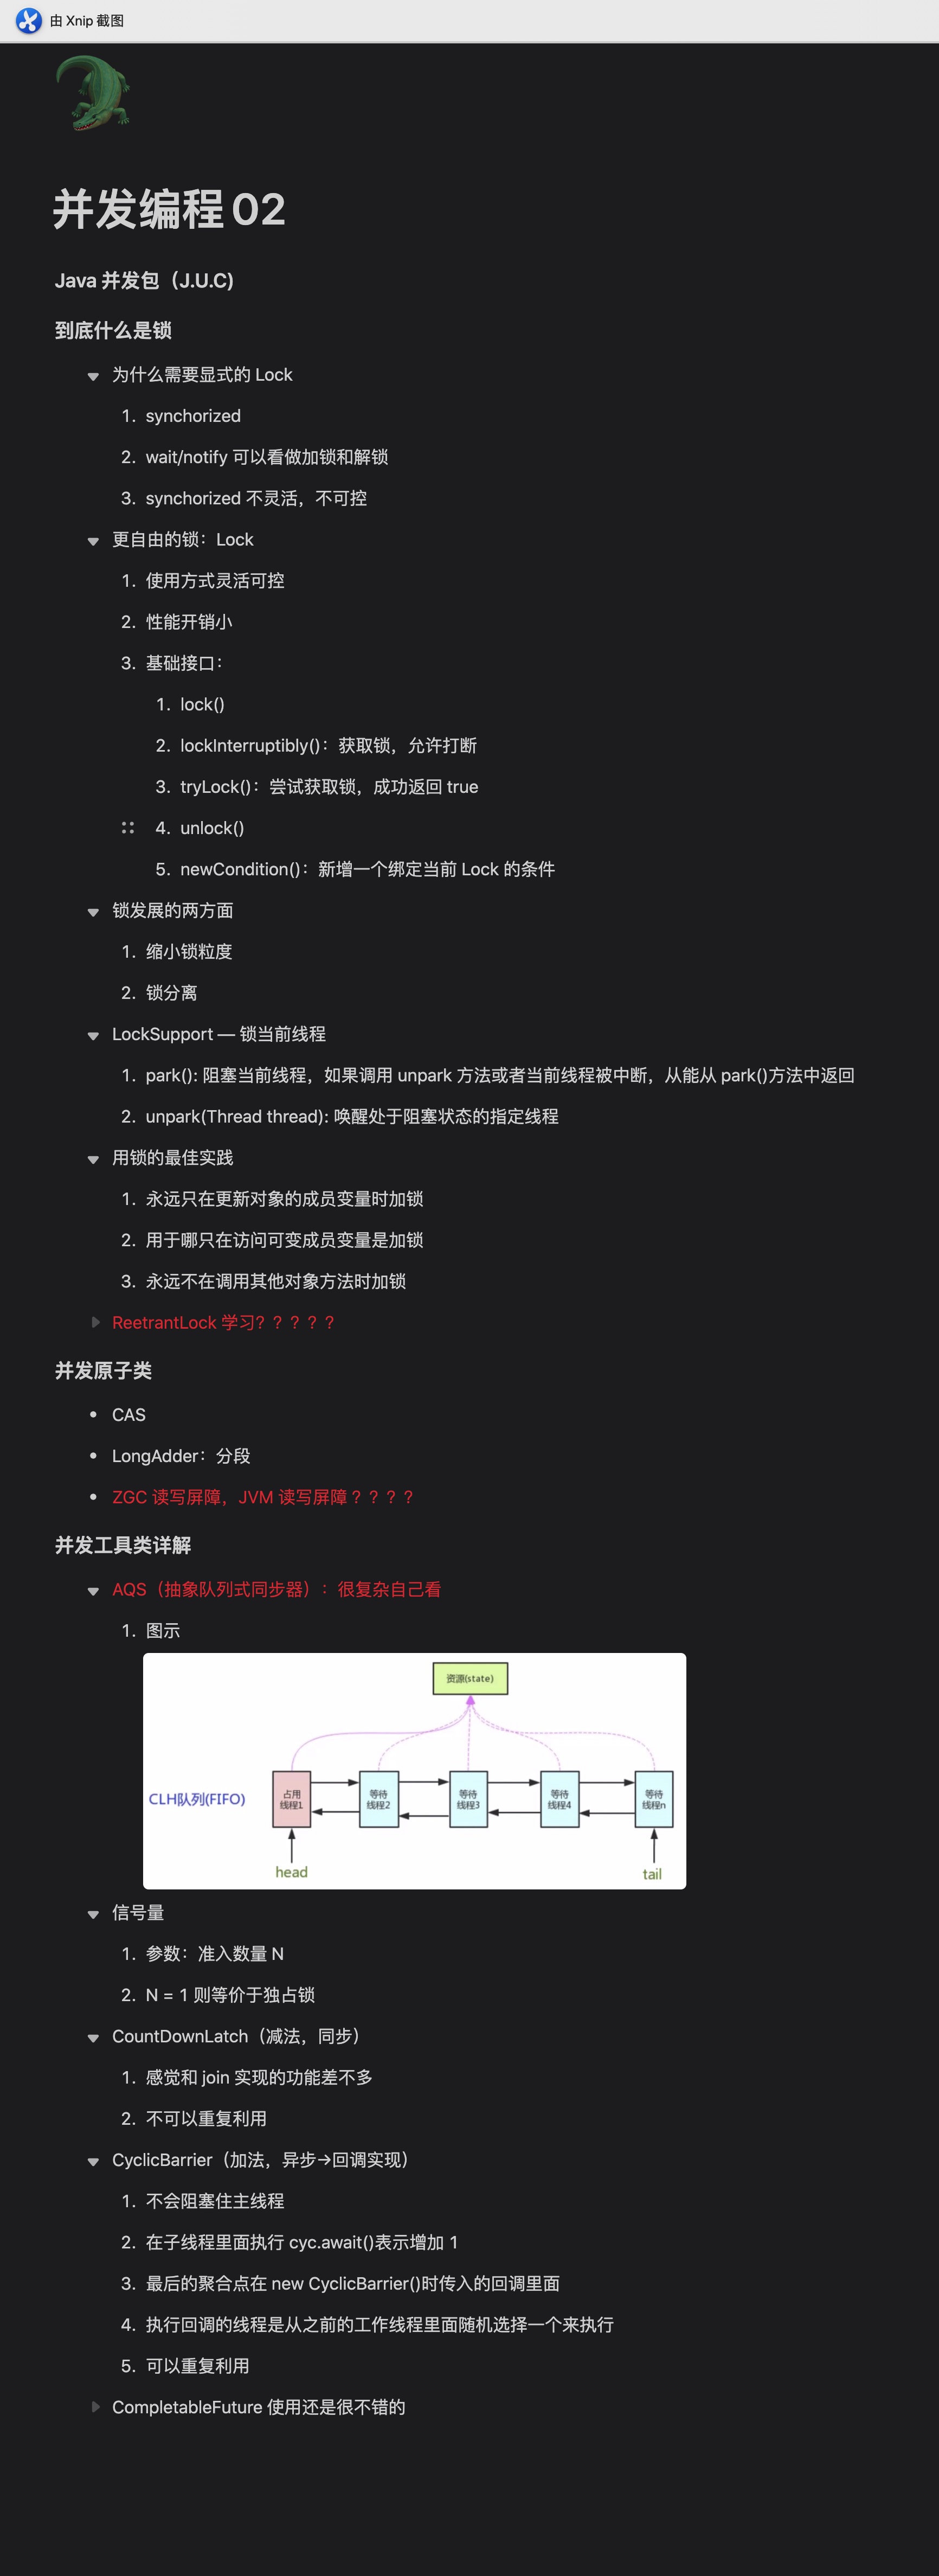 由 Xnip 截图
并发编程 02
Java 并发包（J.U.C)
到底什么是锁
为什么需要显式的 Lock
1. synchorized
2. wait/notify 可以看做加锁和解锁
3. synchorized 不灵活，不可控
更自由的锁：Lock
1. 使用方式灵活可控
2. 性能开销小
3. 基础接口：
1. lock()
2. lockInterruptibly()：获取锁，允许打断
3. tryLock()：尝试获取锁，成功返回 true
4. unlock()
5. newCondition()：新增一个绑定当前 Lock 的条件
锁发展的两方面
1. 缩小锁粒度
2. 锁分离
LockSupport — 锁当前线程
1. park(): 阻塞当前线程，如果调用 unpark 方法或者当前线程被中断，从能从 park()方法中返回
2. unpark(Thread thread): 唤醒处于阻塞状态的指定线程
用锁的最佳实践
1. 永远只在更新对象的成员变量时加锁
2. 用于哪只在访问可变成员变量是加锁
3. 永远不在调用其他对象方法时加锁
ReetrantLock 学习？？？？？
并发原子类
• CAS
• LongAdder：分段
• ZGC 读写屏障，JVM 读写屏障？？？？
并发工具类详解
AQS（抽象队列式同步器）：很复杂自己看
1. 图示
资源(state)
CLH队列(FIFO)
占用线程1
等待线程2
等待线程3
等待线程4
等待线程n
head
tail
信号量
1. 参数：准入数量 N
2. N = 1 则等价于独占锁
CountDownLatch（减法，同步）
1. 感觉和 join 实现的功能差不多
2. 不可以重复利用
CyclicBarrier（加法，异步→回调实现）
1. 不会阻塞住主线程
2. 在子线程里面执行 cyc.await()表示增加 1
3. 最后的聚合点在 new CyclicBarrier()时传入的回调里面
4. 执行回调的线程是从之前的工作线程里面随机选择一个来执行
5. 可以重复利用
CompletableFuture 使用还是很不错的